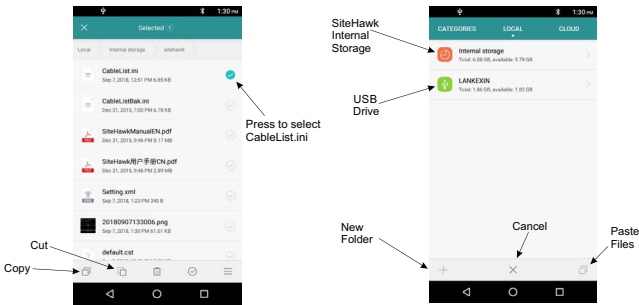 1:30 PM
Selected 1
Local Internal storage sitehawk
CableList.ini
Sep 7, 2018, 12:51 PM 6.85 KB
CableListBak.ini
Dec 31, 2015, 7:00 PM 6.78 KB
SiteHawkManualEN.pdf
Dec 31, 2015, 9:46 PM 8.17 MB
SiteHawk用户手册CN.pdf
Dec 31, 2015, 9:46 PM 2.89 MB
Setting.xml
Sep 7, 2018, 1:23 PM 340 B
20180907133006.png
Sep 7, 2018, 1:30 PM 61.01 KB
default.cst
Press to select
CableList.ini
Cut
Copy
SiteHawk
Internal
Storage
USB
Drive
1:30 PM
CATEGORIES LOCAL CLOUD
Internal storage
Total: 6.08 GB, available: 5.79 GB
LANKEXIN
Total: 1.86 GB, available: 1.82 GB
New
Folder
Cancel
Paste
Files